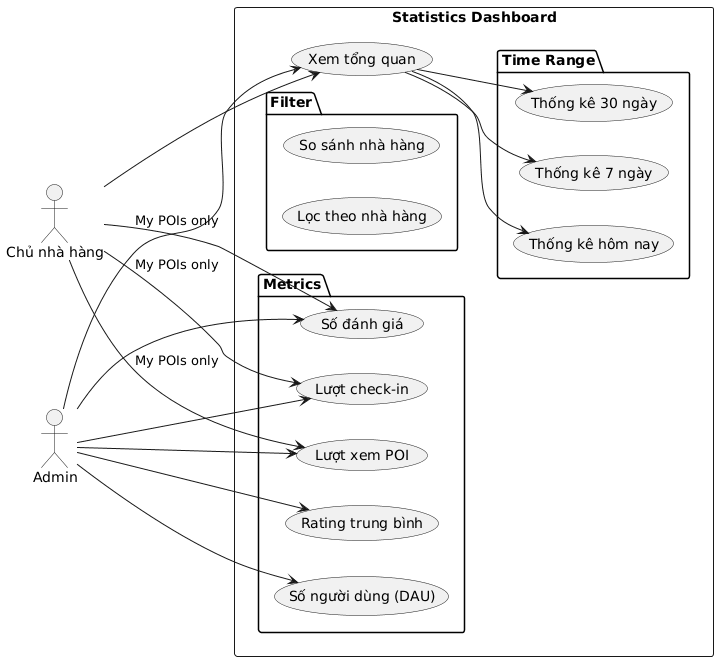 Statistics Dashboard
Xem tổng quan
Time Range
Thống kê 30 ngày
Thống kê 7 ngày
Thống kê hôm nay
Filter
So sánh nhà hàng
Lọc theo nhà hàng
Chủ nhà hàng
My POIs only
My POIs only
My POIs only
Metrics
Số đánh giá
Lượt check-in
Lượt xem POI
Rating trung bình
Số người dùng (DAU)
Admin